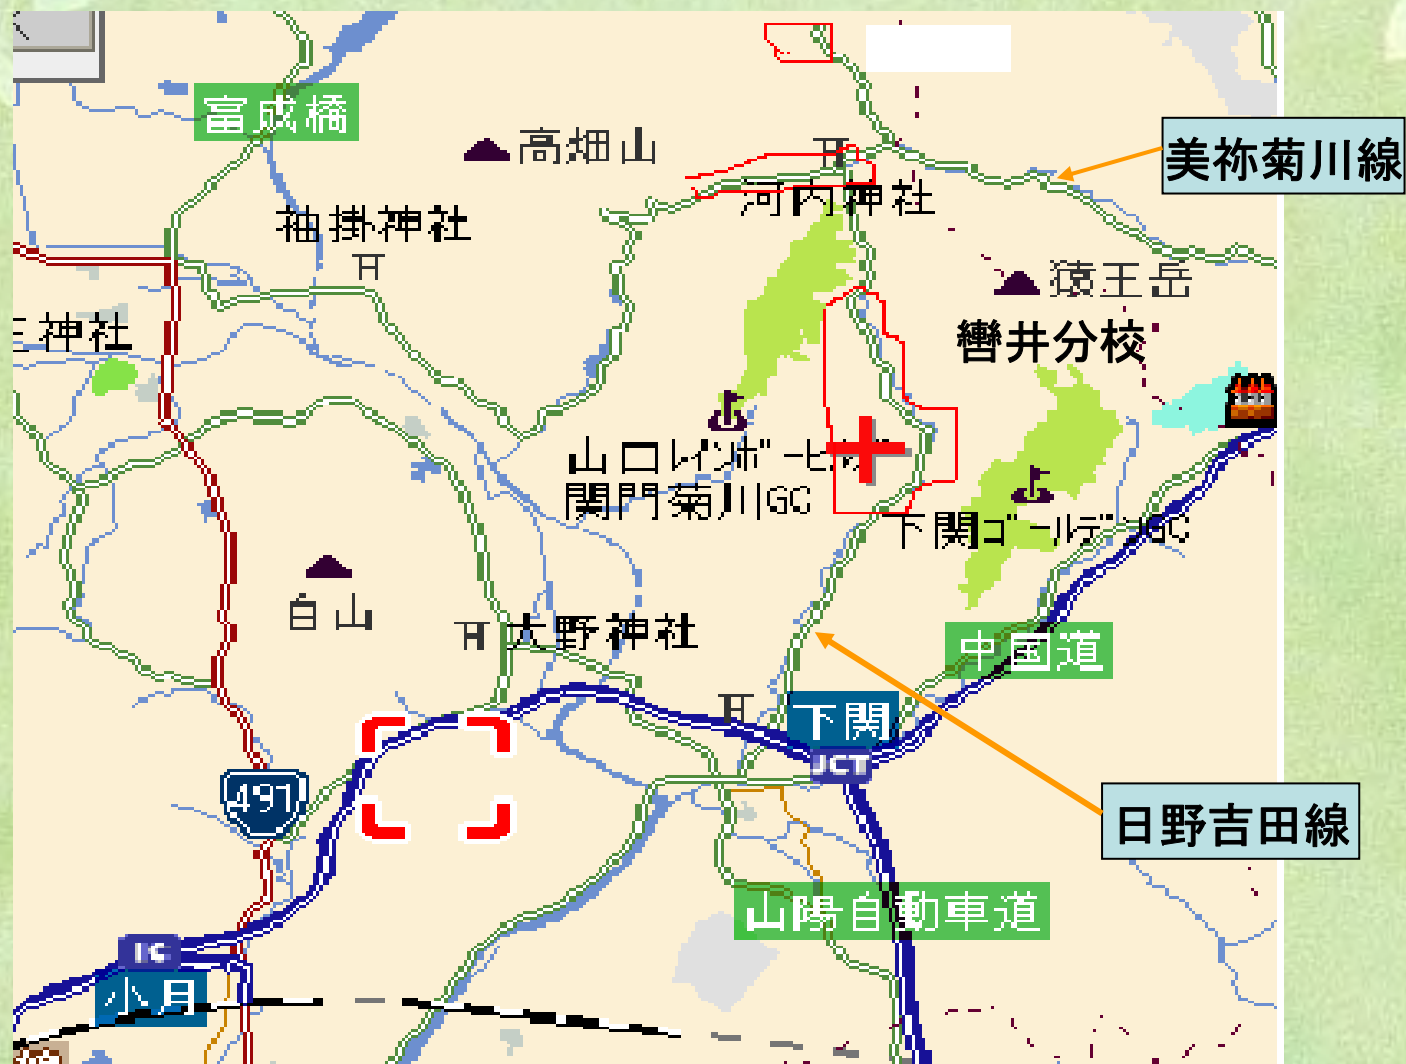 富成橋
高畑山
美祢菊川線
河内神社
袖掛神社
猿王岳
三神社
轡井分校
山口レインボーヒルズ
関門菊川GC
下関ゴールデンGC
白山
大野神社
中国道
下関
JCT
491
日野吉田線
山陽自動車道
IC
小月